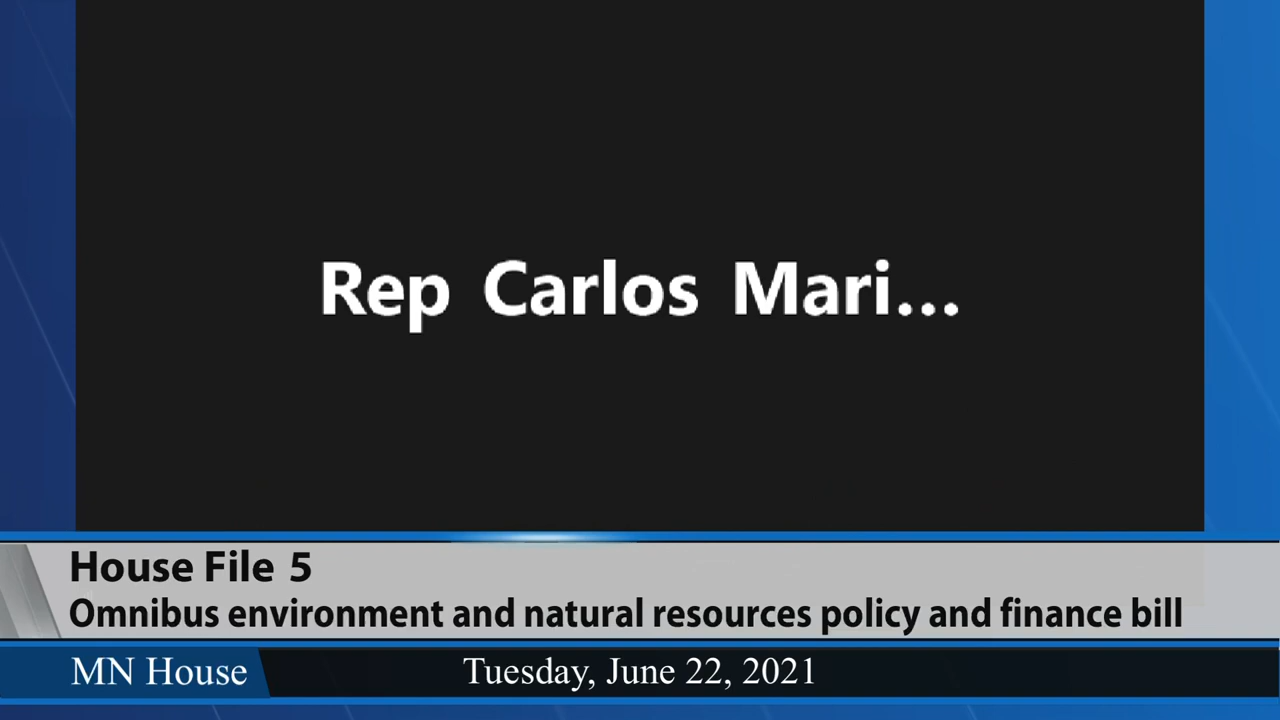 Rep Carlos Mari...
House File 5
Omnibus environment and natural resources policy and finance bill
MN House
Tuesday, June 22, 2021